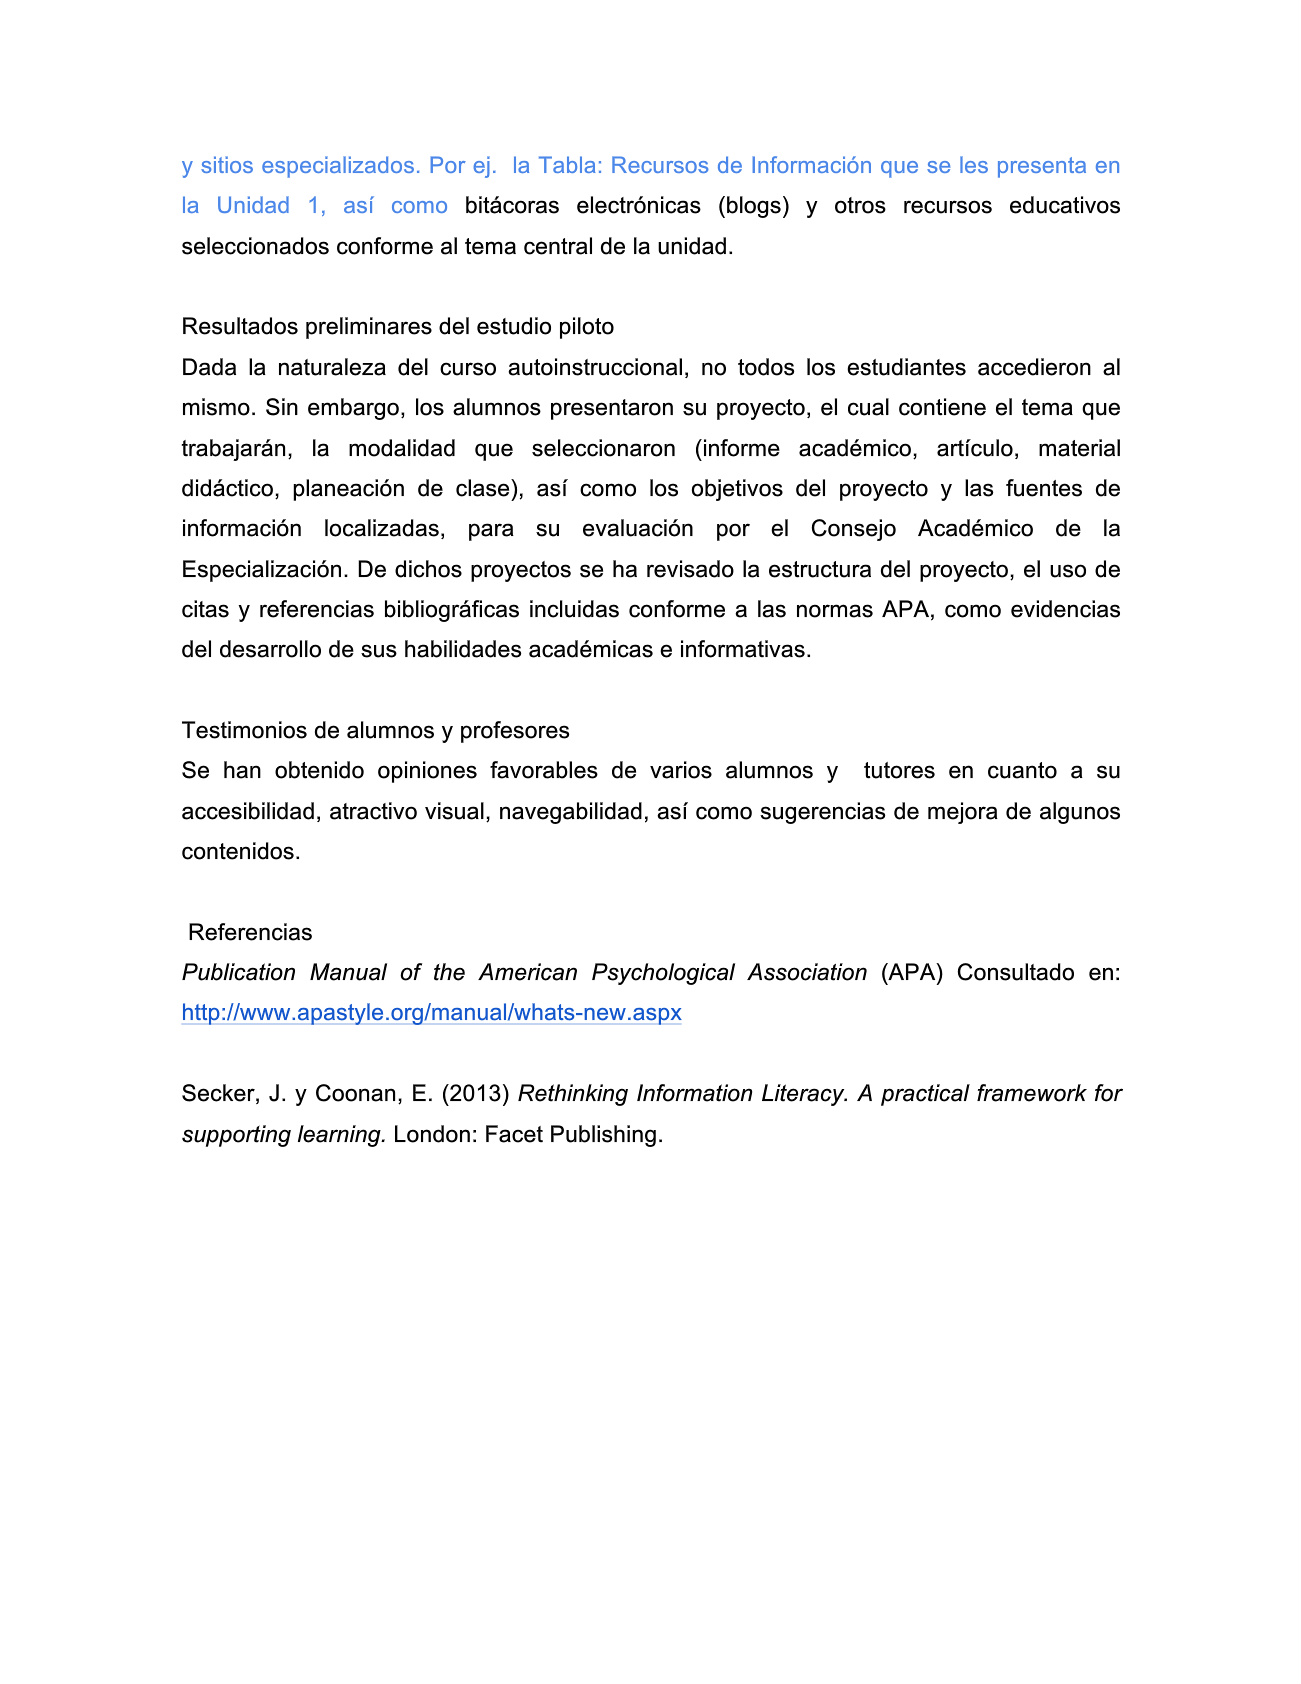 y sitios especializados. Por ej.  la Tabla: Recursos de Información que se les presenta en
la Unidad 1, así como bitácoras electrónicas (blogs) y otros recursos educativos
seleccionados conforme al tema central de la unidad.
Resultados preliminares del estudio piloto
Dada la naturaleza del curso autoinstruccional, no todos los estudiantes accedieron al
mismo. Sin embargo, los alumnos presentaron su proyecto, el cual contiene el tema que
trabajarán, la modalidad que seleccionaron (informe académico, artículo, material
didáctico, planeación de clase), así como los objetivos del proyecto y las fuentes de
información localizadas, para su evaluación por el Consejo Académico de la
Especialización. De dichos proyectos se ha revisado la estructura del proyecto, el uso de
citas y referencias bibliográficas incluidas conforme a las normas APA, como evidencias
del desarrollo de sus habilidades académicas e informativas.
Testimonios de alumnos y profesores
Se han obtenido opiniones favorables de varios alumnos y  tutores en cuanto a su
accesibilidad, atractivo visual, navegabilidad, así como sugerencias de mejora de algunos
contenidos.
Referencias
Publication Manual of the American Psychological Association (APA) Consultado en:
http://www.apastyle.org/manual/whats-new.aspx
Secker, J. y Coonan, E. (2013) Rethinking Information Literacy. A practical framework for
supporting learning. London: Facet Publishing.